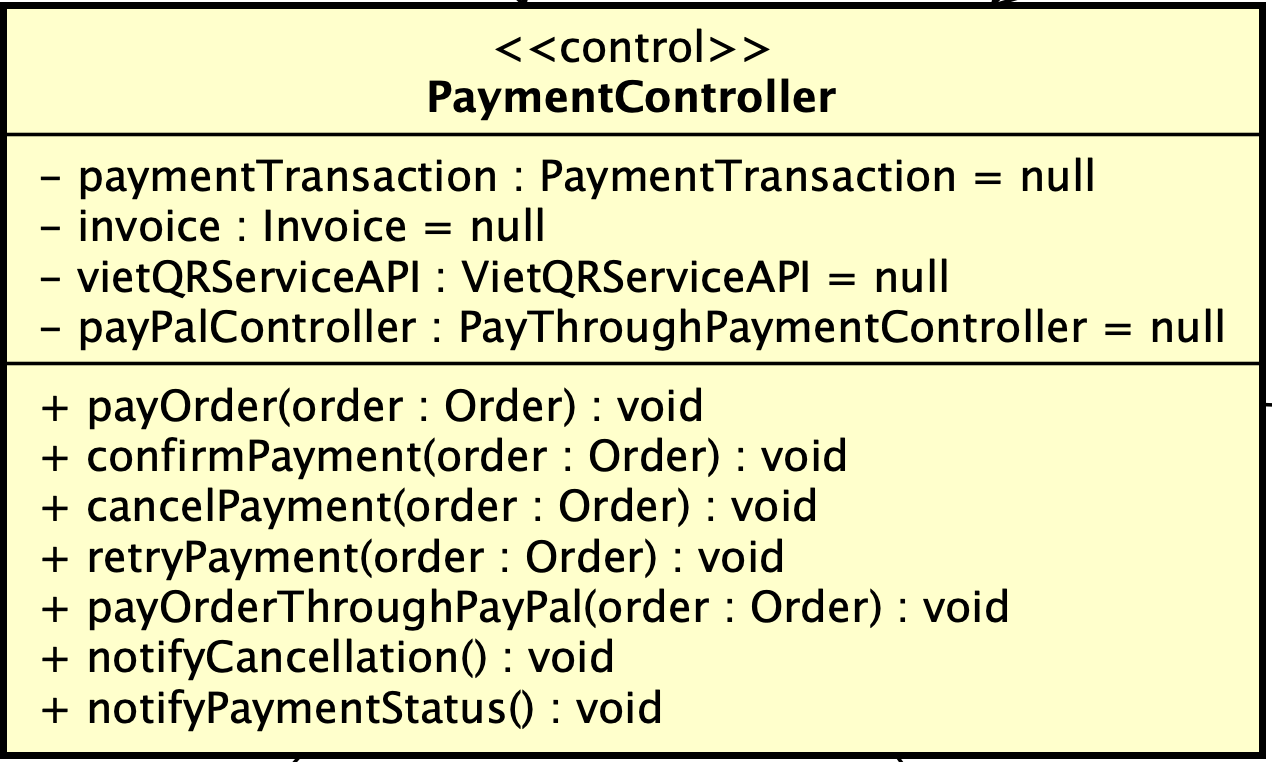 <<control>>
PaymentController
– paymentTransaction : PaymentTransaction = null
– invoice : Invoice = null
– vietQRServiceAPI : VietQRServiceAPI = null
– payPalController : PayThroughPaymentController = null
+ payOrder(order : Order) : void
+ confirmPayment(order : Order) : void
+ cancelPayment(order : Order) : void
+ retryPayment(order : Order) : void
+ payOrderThroughPayPal(order : Order) : void
+ notifyCancellation() : void
+ notifyPaymentStatus() : void